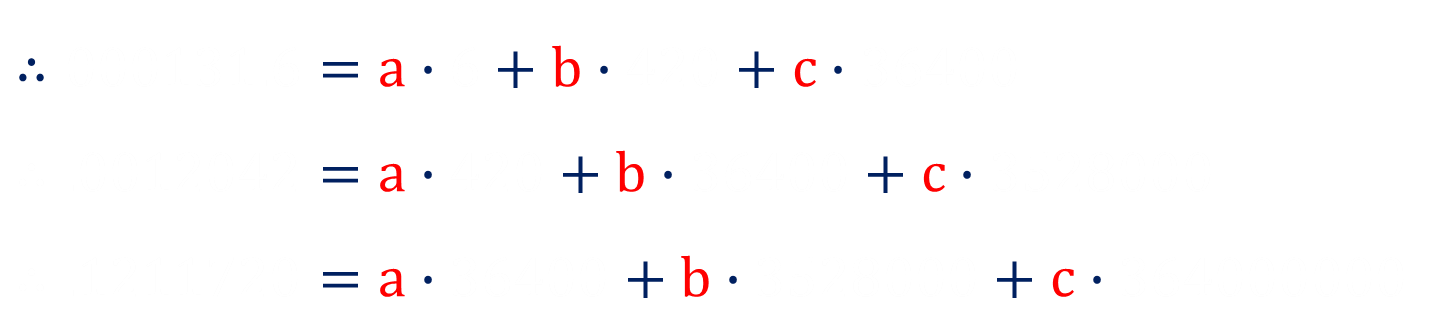 ∴ = a · + b · + c ·
= a · + b · + c ·
= a · + b · + c ·